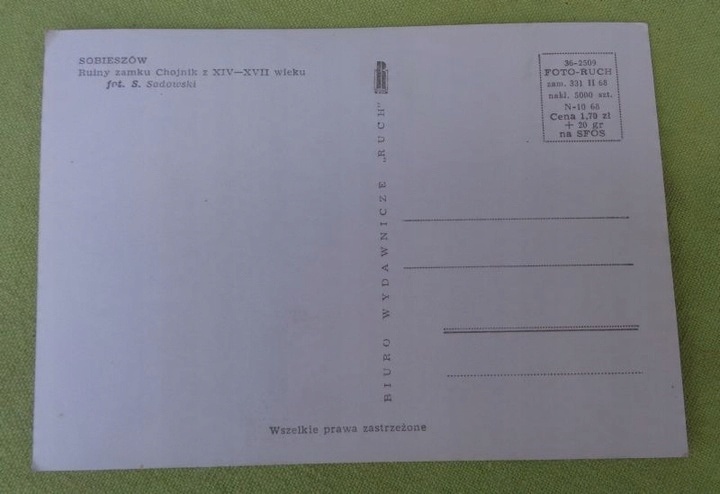 SOBIESZÓW
Ruiny zamku Chojnik z XIV—XVII wieku
fot. S. Sadowski
BIURO WYDAWNICZE „RUCH"
36-2509
FOTO-RUCH
zam. 331 II 68
nakł. 5000 szt.
N-10 68
Cena 1,70 zł
+ 20 gr
na SFOS
Wszelkie prawa zastrzeżone